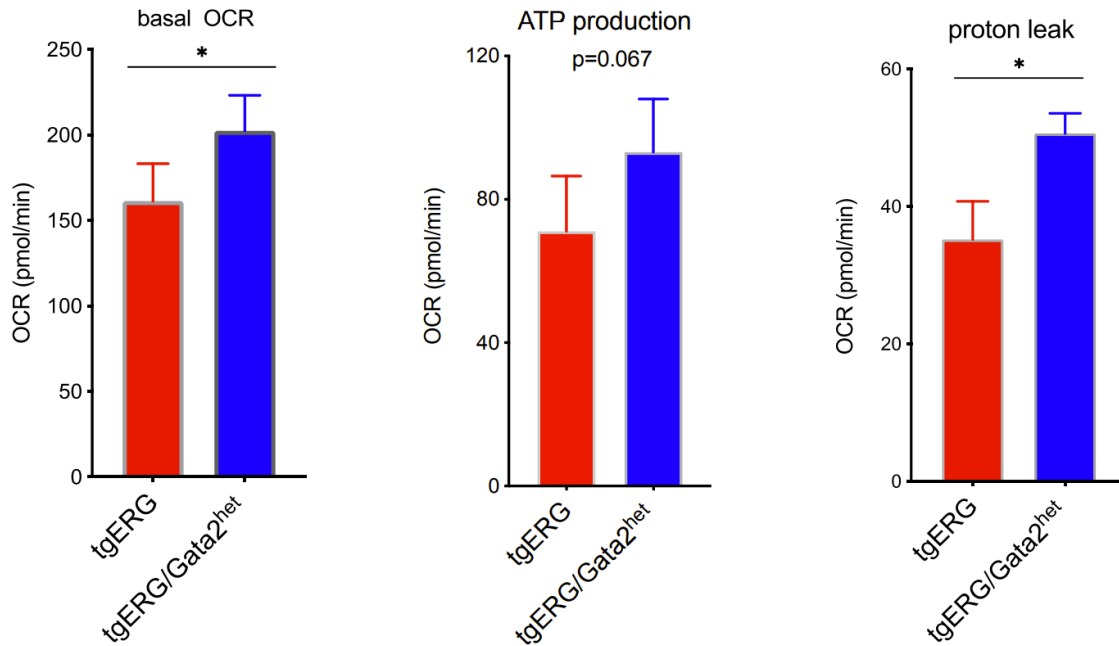 basal OCR
*
250
200
150
100
50
0
OCR (pmol/min)
tgERG
tgERG/Gata2het
ATP production
p=0.067
120
80
40
0
OCR (pmol/min)
tgERG
tgERG/Gata2het
proton leak
*
60
40
20
0
OCR (pmol/min)
tgERG
tgERG/Gata2het